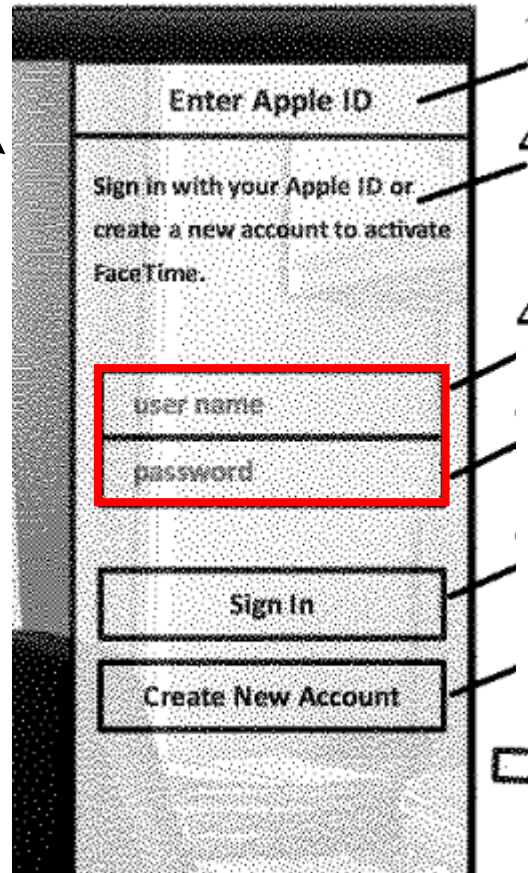 Enter Apple ID
Sign in with your Apple ID or
create a new account to activate
FaceTime.
user name
password
Sign In
Create New Account